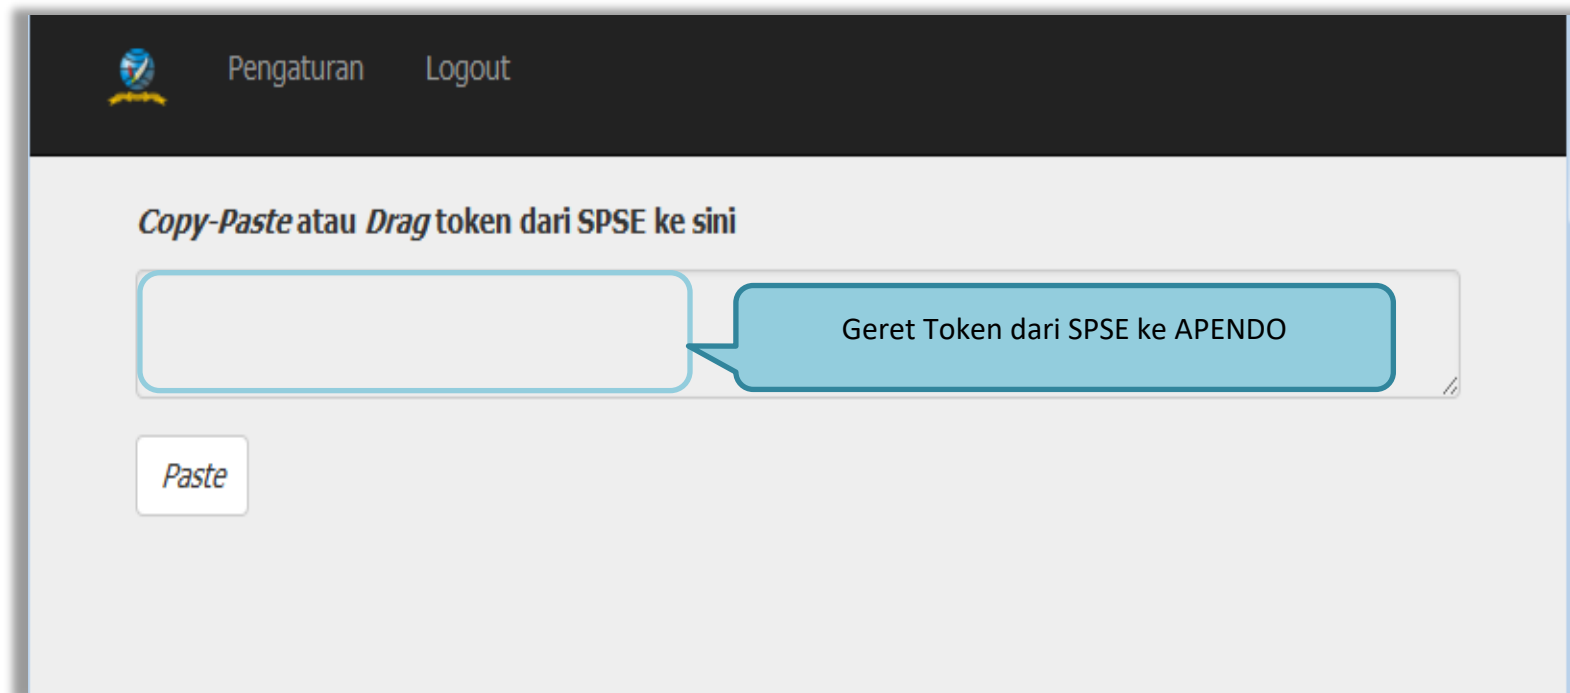 Pengaturan Logout
Copy-Paste atau Drag token dari SPSE ke sini
Geret Token dari SPSE ke APENDO
Paste